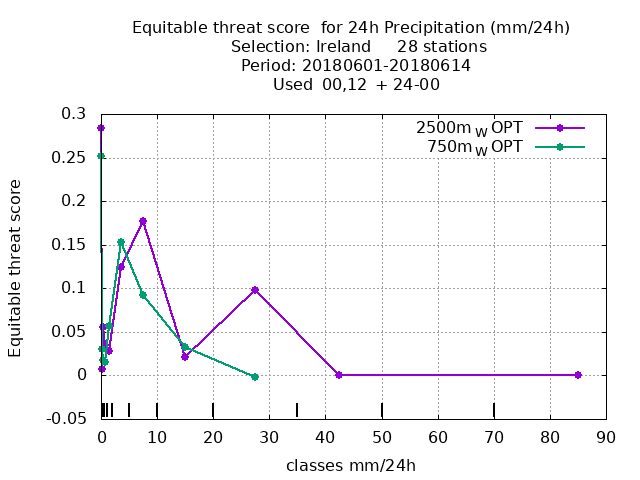 Equitable threat score  for 24h Precipitation (mm/24h)
Selection: Ireland     28 stations
Period: 20180601-20180614
Used  00,12  + 24-00
2500m W OPT
750m W OPT
0.3
0.25
0.2
0.15
0.1
0.05
0
-0.05
Equitable threat score
0 10 20 30 40 50 60 70 80 90
classes mm/24h